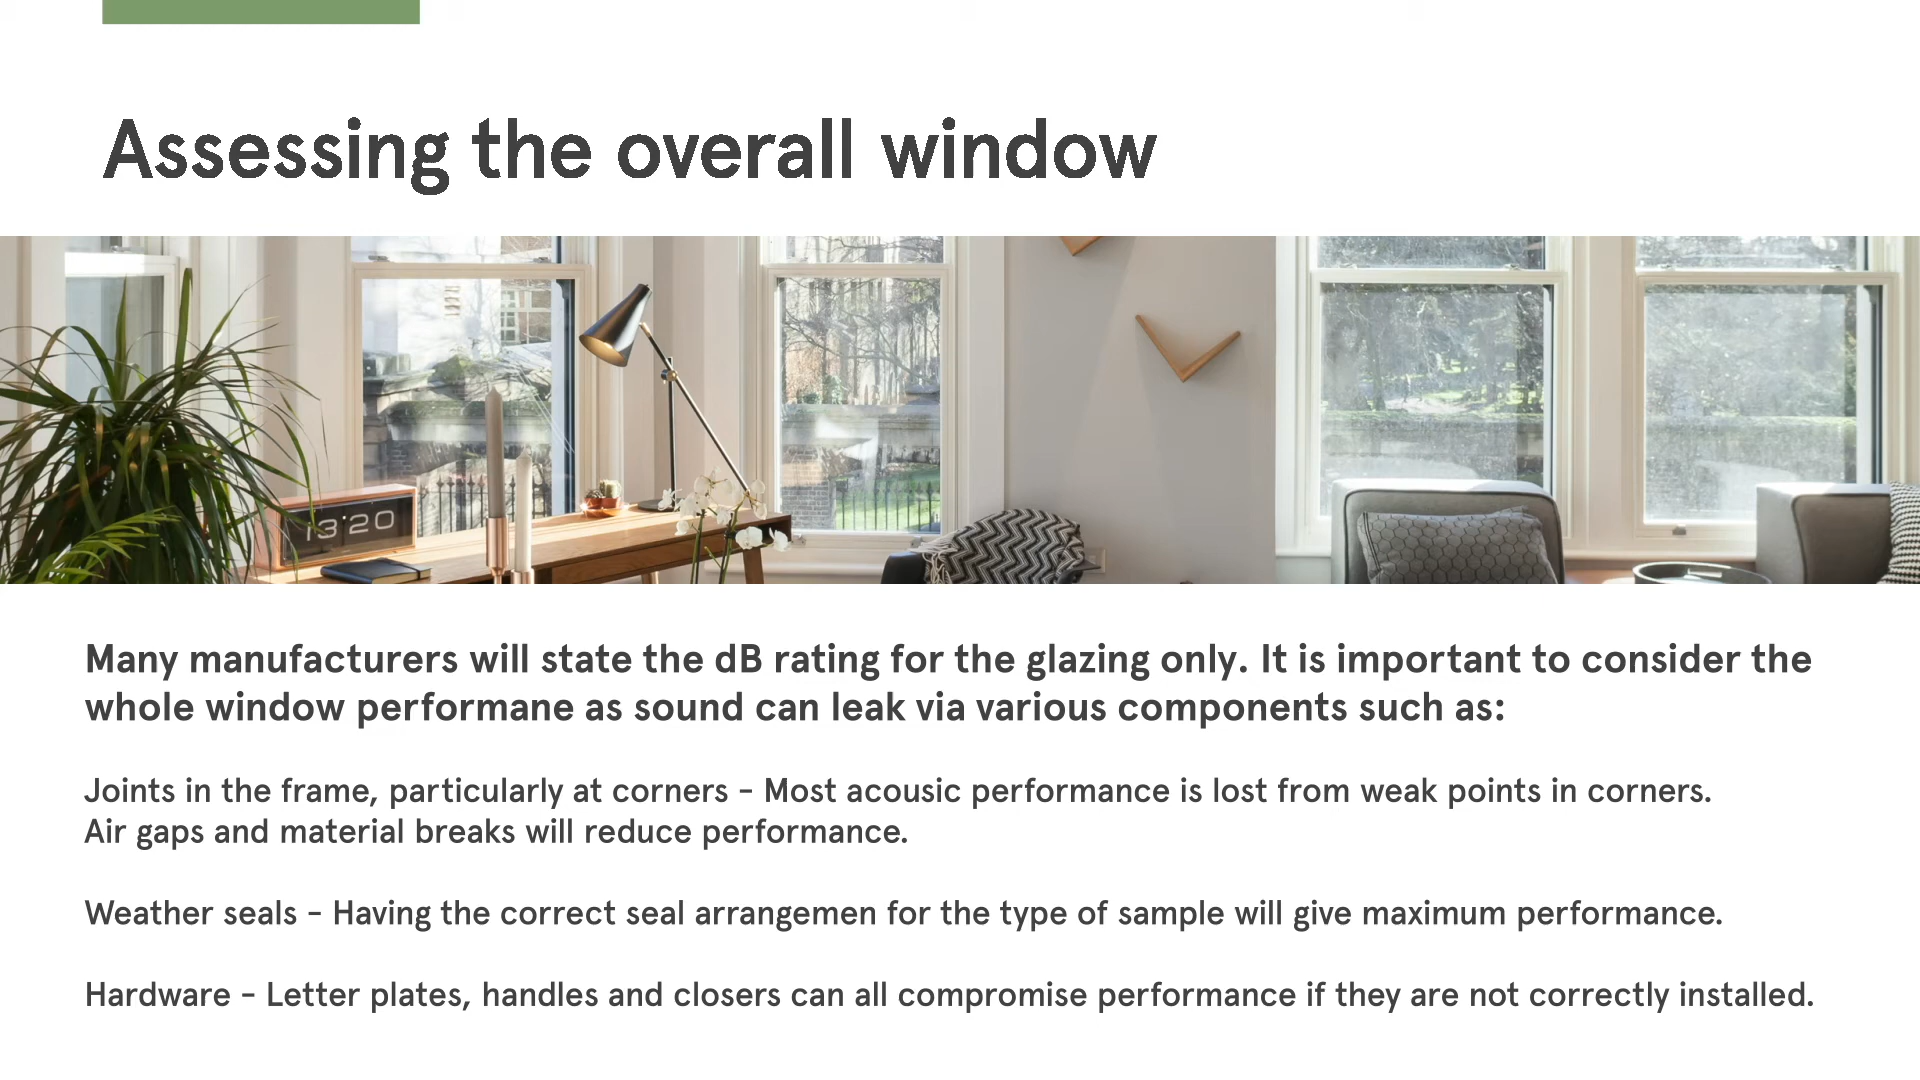 Assessing the overall window
13:20
Many manufacturers will state the dB rating for the glazing only. It is important to consider the
whole window performane as sound can leak via various components such as:
Joints in the frame, particularly at corners - Most acousic performance is lost from weak points in corners.
Air gaps and material breaks will reduce performance.
Weather seals - Having the correct seal arrangemen for the type of sample will give maximum performance.
Hardware - Letter plates, handles and closers can all compromise performance if they are not correctly installed.